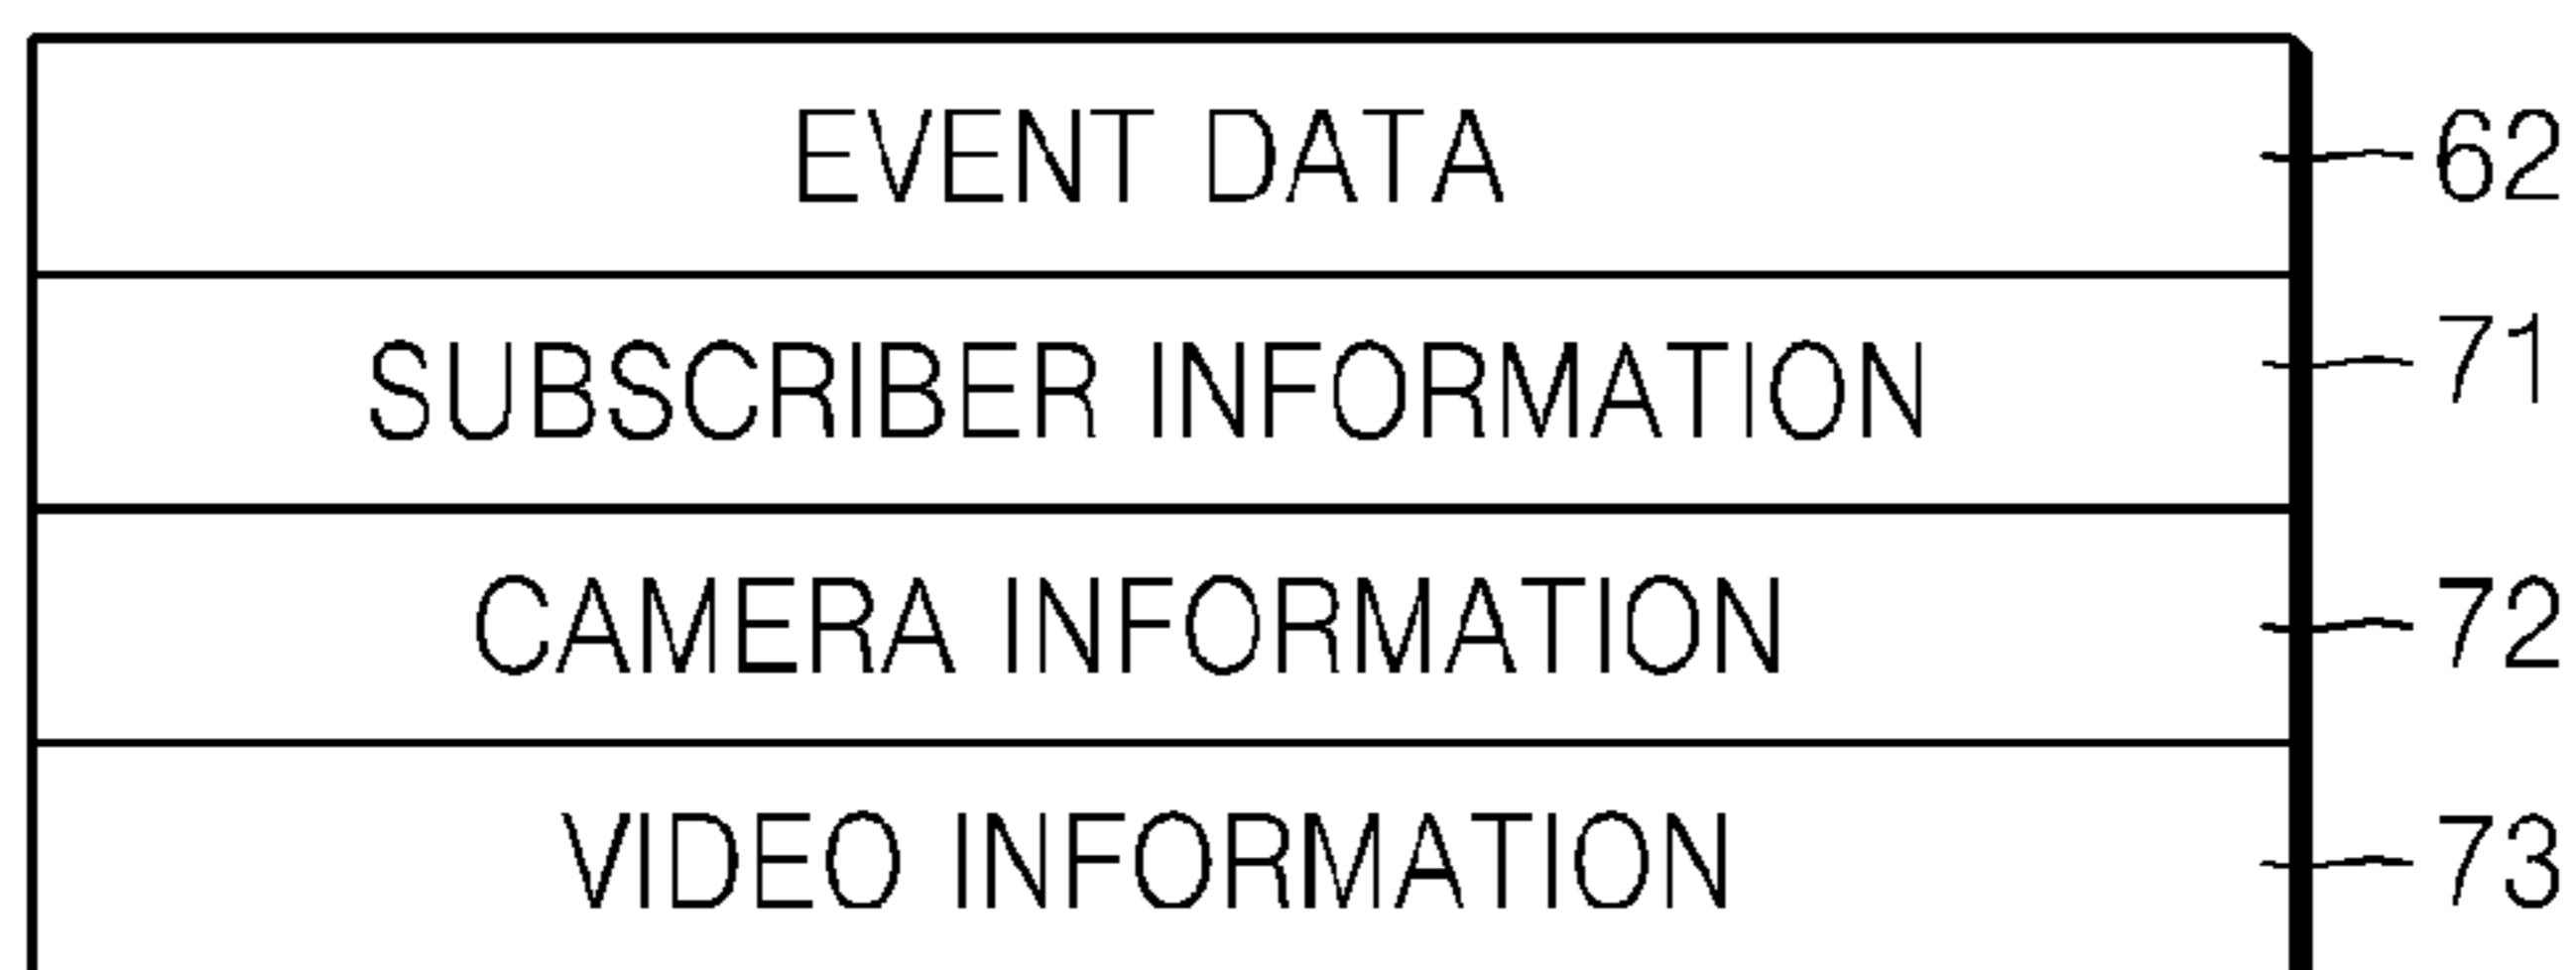 EVENT DATA 62
SUBSCRIBER INFORMATION 71
CAMERA INFORMATION 72
VIDEO INFORMATION 73